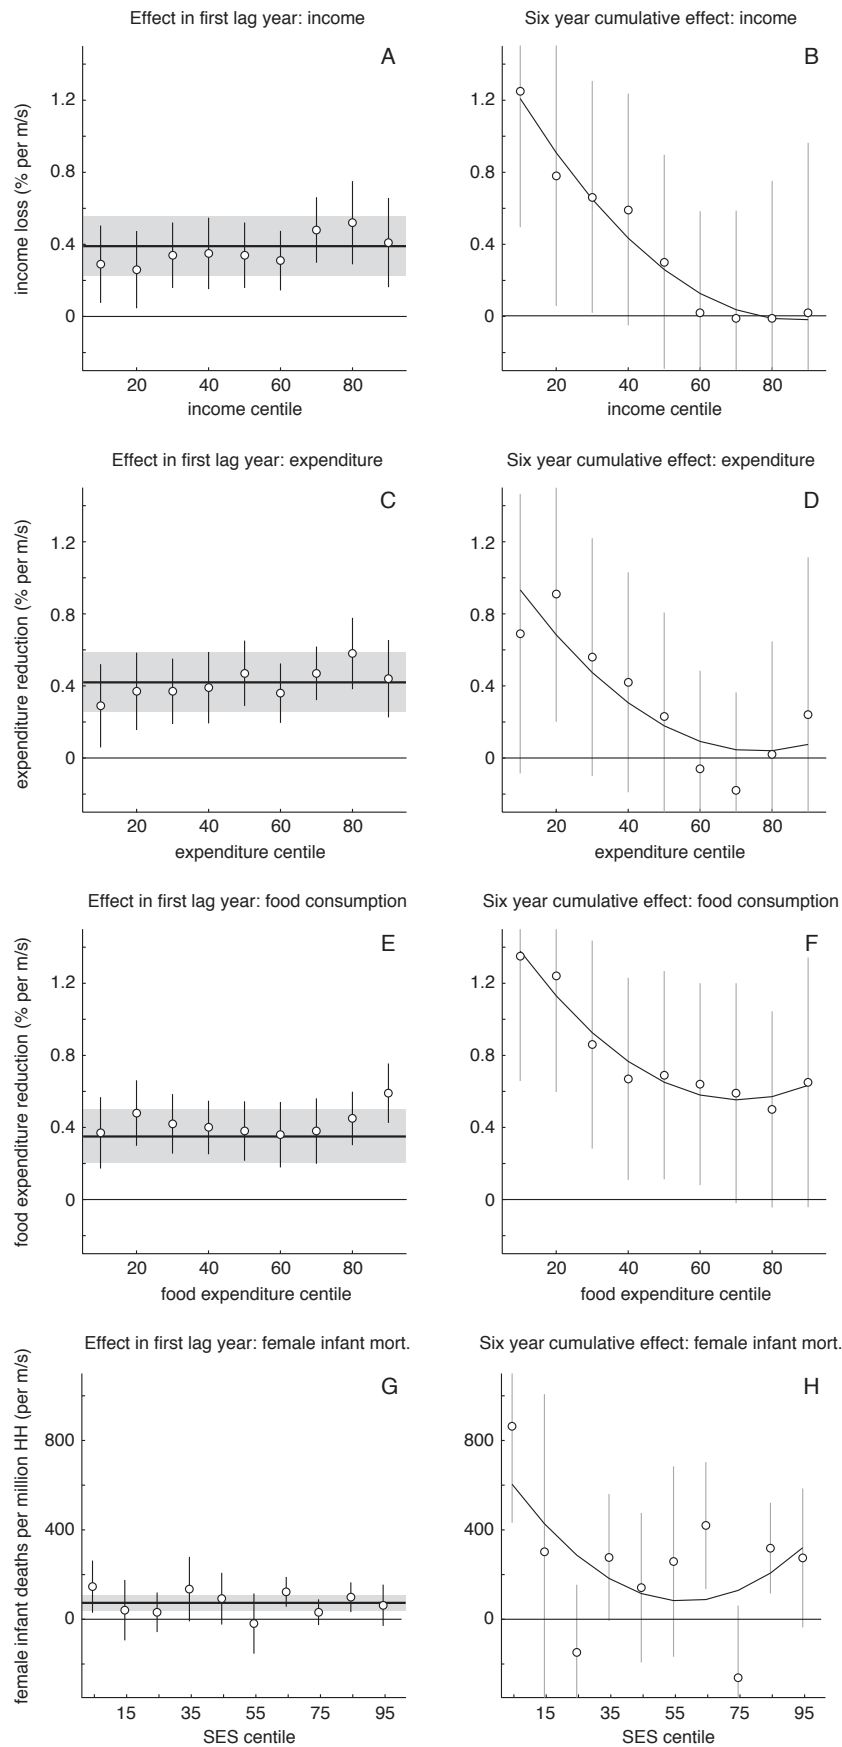 Effect in first lag year: income
A
income loss (% per m/s)
1.2
0.8
0.4
0
20 40 60 80
income centile
Six year cumulative effect: income
B
1.2
0.8
0.4
0
20 40 60 80
income centile
Effect in first lag year: expenditure
C
expenditure reduction (% per m/s)
1.2
0.8
0.4
0
20 40 60 80
expenditure centile
Six year cumulative effect: expenditure
D
1.2
0.8
0.4
0
20 40 60 80
expenditure centile
Effect in first lag year: food consumption
E
food expenditure reduction (% per m/s)
1.2
0.8
0.4
0
20 40 60 80
food expenditure centile
Six year cumulative effect: food consumption
F
1.2
0.8
0.4
0
20 40 60 80
food expenditure centile
Effect in first lag year: female infant mort.
G
female infant deaths per million HH (per m/s)
800
400
0
15 35 55 75 95
SES centile
Six year cumulative effect: female infant mort.
H
800
400
0
15 35 55 75 95
SES centile